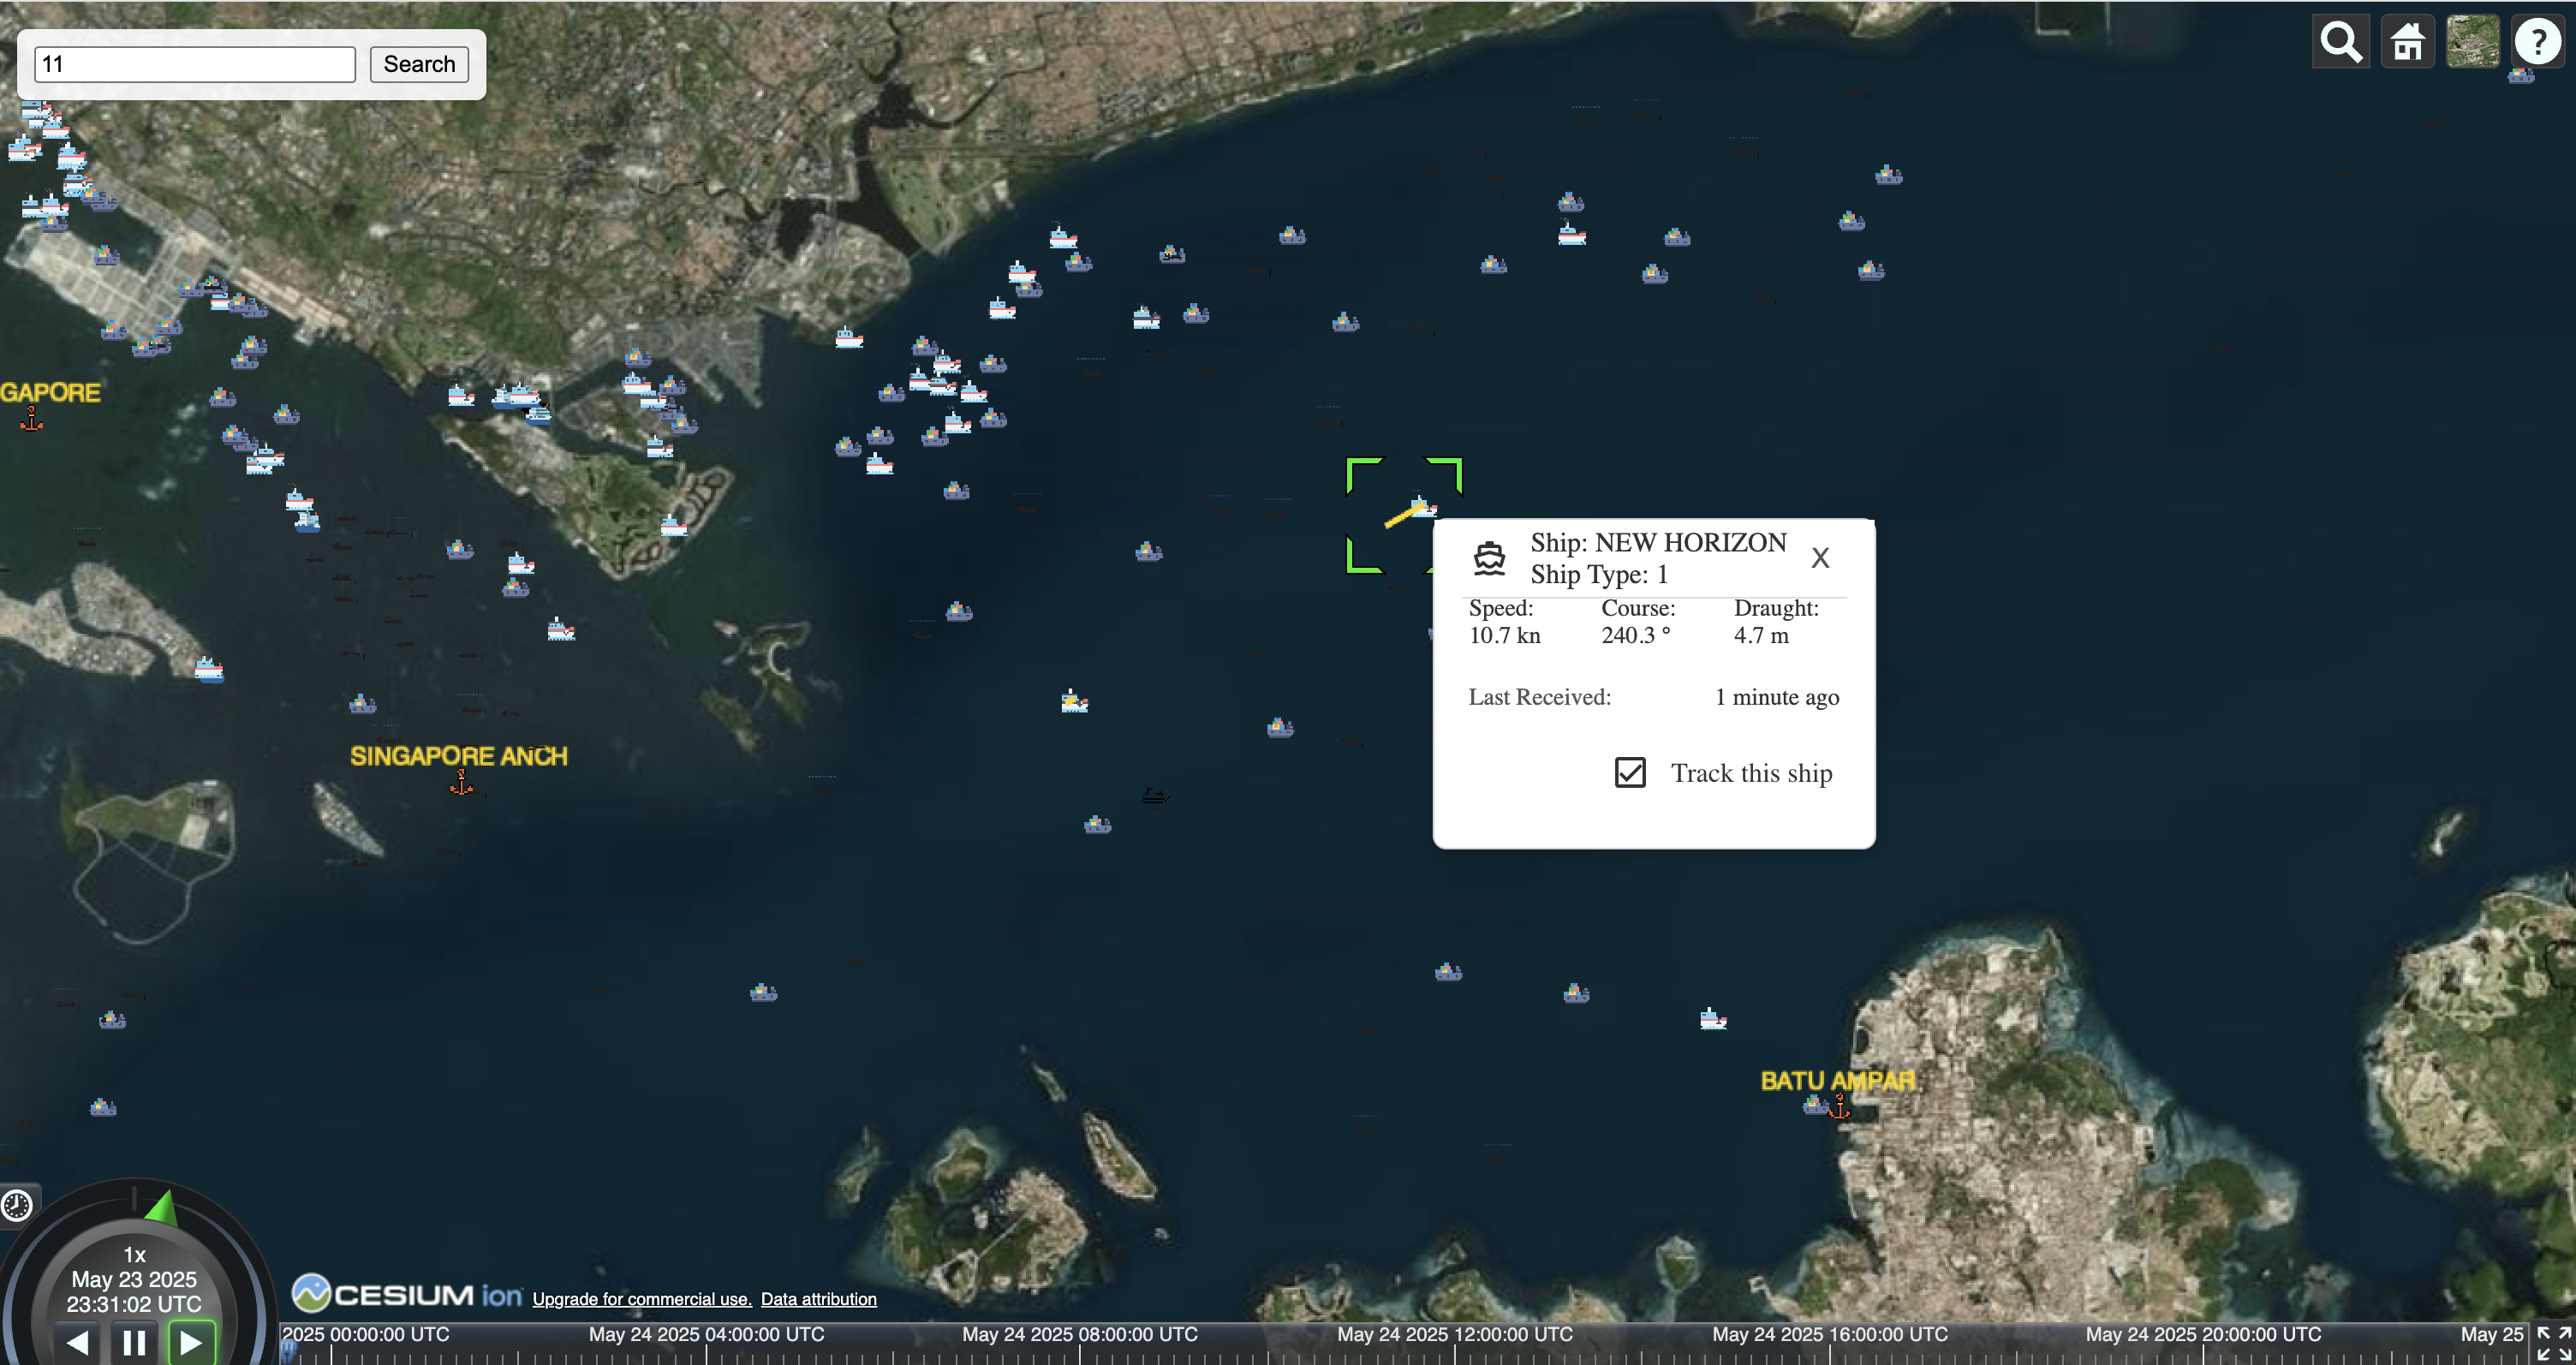 11
Search
?
GAPORE
Ship: NEW HORIZON
X
Ship Type: 1
Speed: Course: Draught:
10.7 kn 240.3 ° 4.7 m
Last Received: 1 minute ago
Track this ship
SINGAPORE ANCH
BATU AMPAR
1x
May 23 2025
23:31:02 UTC
CESIUM ion Upgrade for commercial use. Data attribution
2025 00:00:00 UTC May 24 2025 04:00:00 UTC May 24 2025 08:00:00 UTC May 24 2025 12:00:00 UTC May 24 2025 16:00:00 UTC May 24 2025 20:00:00 UTC May 25